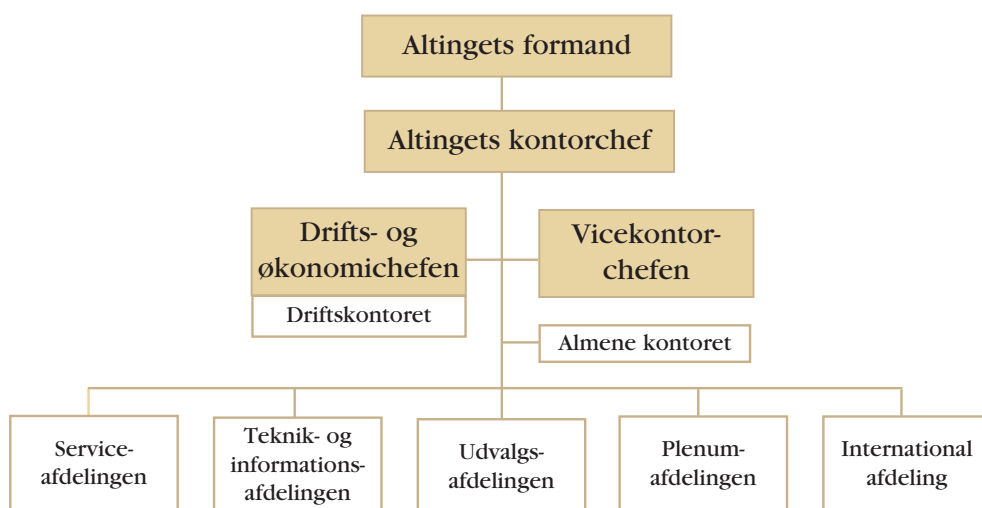 Altingets formand
Altingets kontorchef
Drifts- og
økonomichefen
Driftskontoret
Vicekontor-
chefen
Almene kontoret
Service-
afdelingen
Teknik- og
informations-
afdelingen
Udvalgs-
afdelingen
Plenum-
afdelingen
International
afdeling